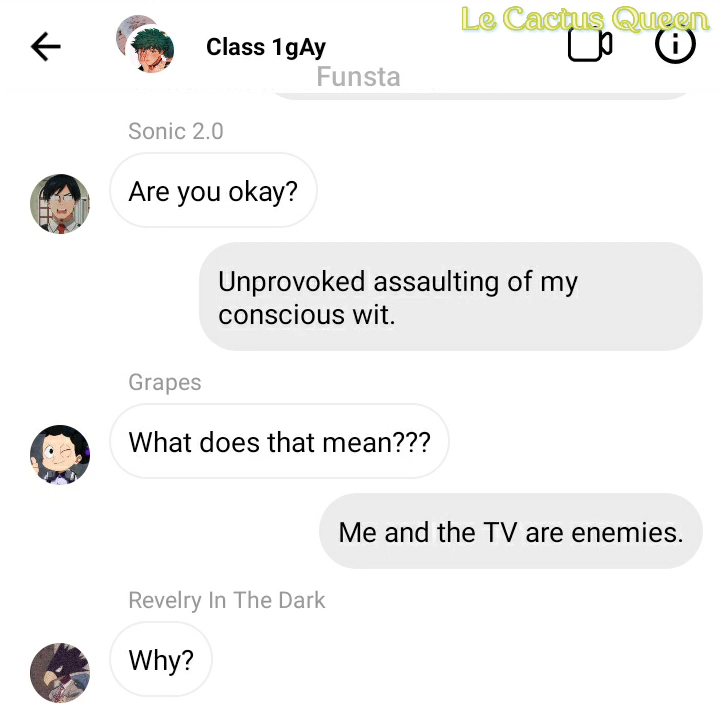 Le Cactus Queen
Class 1gAy
Funsta
Sonic 2.0
Are you okay?
Unprovoked assaulting of my
conscious wit.
Grapes
What does that mean???
Me and the TV are enemies.
Revelry In The Dark
Why?